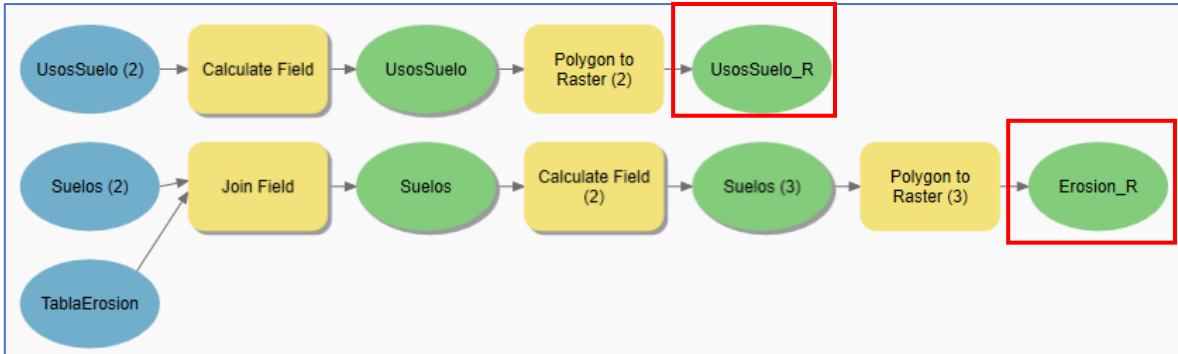 UsosSuelo (2)
Calculate Field
UsosSuelo
Polygon to
Raster (2)
UsosSuelo_R
Suelos (2)
Join Field
Suelos
Calculate Field
(2)
Suelos (3)
Polygon to
Raster (3)
Erosion_R
TablaErosion